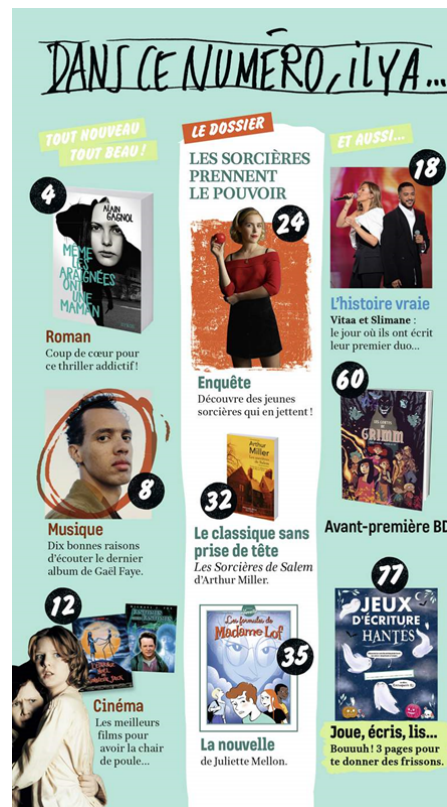 DANS CE NUMÉRO, IL Y A...
TOUT NOUVEAU
TOUT BEAU !
4
ALAIN
GAGNOL
MÊME
LES
ARAIGNÉES
ONT
UNE
MAMAN
Roman
Coup de cœur pour
ce thriller addictif !
8
Musique
Dix bonnes raisons
d'écouter le dernier
album de Gaël Faye.
12
Cinéma
Les meilleurs
films pour
avoir la chair
de poule...
LE DOSSIER
LES SORCIÈRES
PRENNENT
LE POUVOIR
24
Enquête
Découvre des jeunes
sorcières qui en jettent !
Arthur
Miller
32
Le classique sans
prise de tête
Les Sorcières de Salem
d'Arthur Miller.
Madame Lof
35
La nouvelle
de Juliette Mellon.
ET AUSSI...
18
L'histoire vraie
Vitaa et Slimane :
le jour où ils ont écrit
leur premier duo...
60
GRIMM
Avant-première BD
77
JEUX
D'ÉCRITURE
HANTÉS
Joue, écris, lis...
Bouuuh ! 3 pages pour
te donner des frissons.